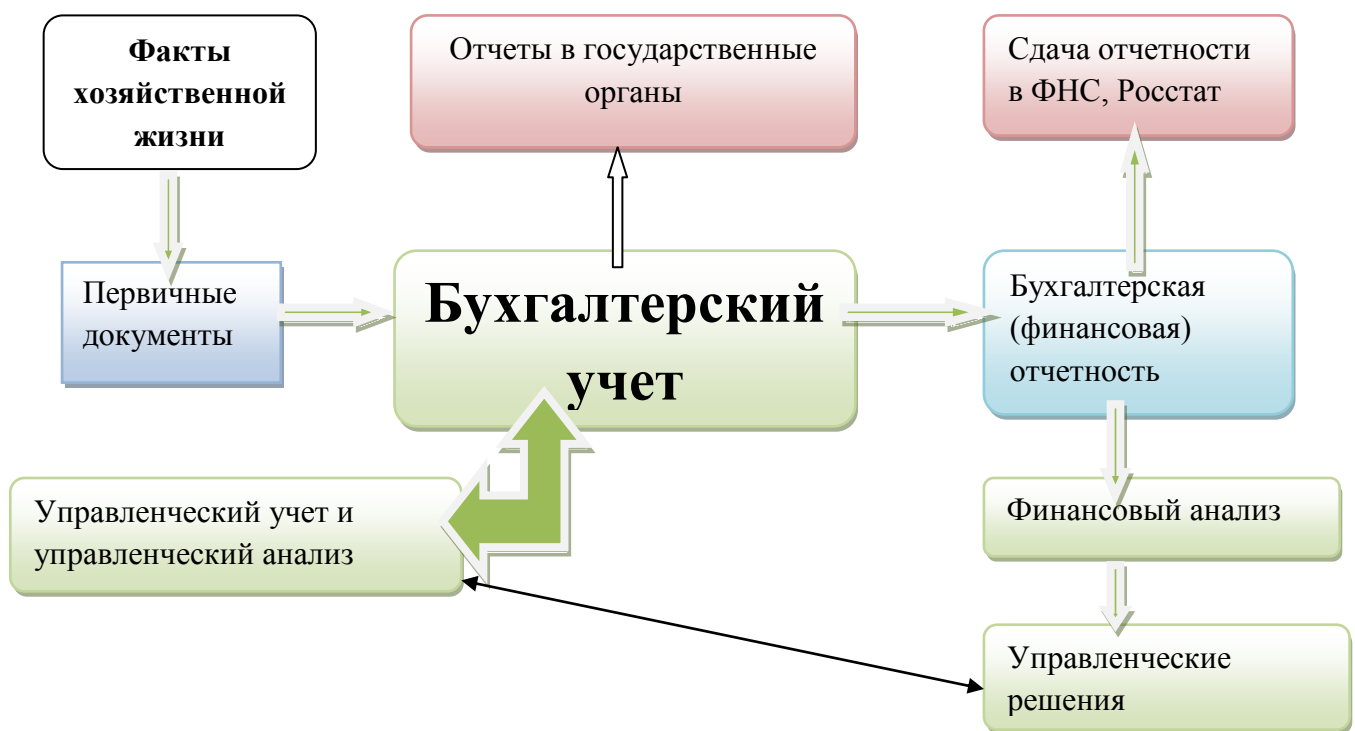 Факты
хозяйственной
жизни
Отчеты в государственные
органы
Сдача отчетности
в ФНС, Росстат
Первичные
документы
Бухгалтерский
учет
Бухгалтерская
(финансовая)
отчетность
Управленческий учет и
управленческий анализ
Финансовый анализ
Управленческие
решения